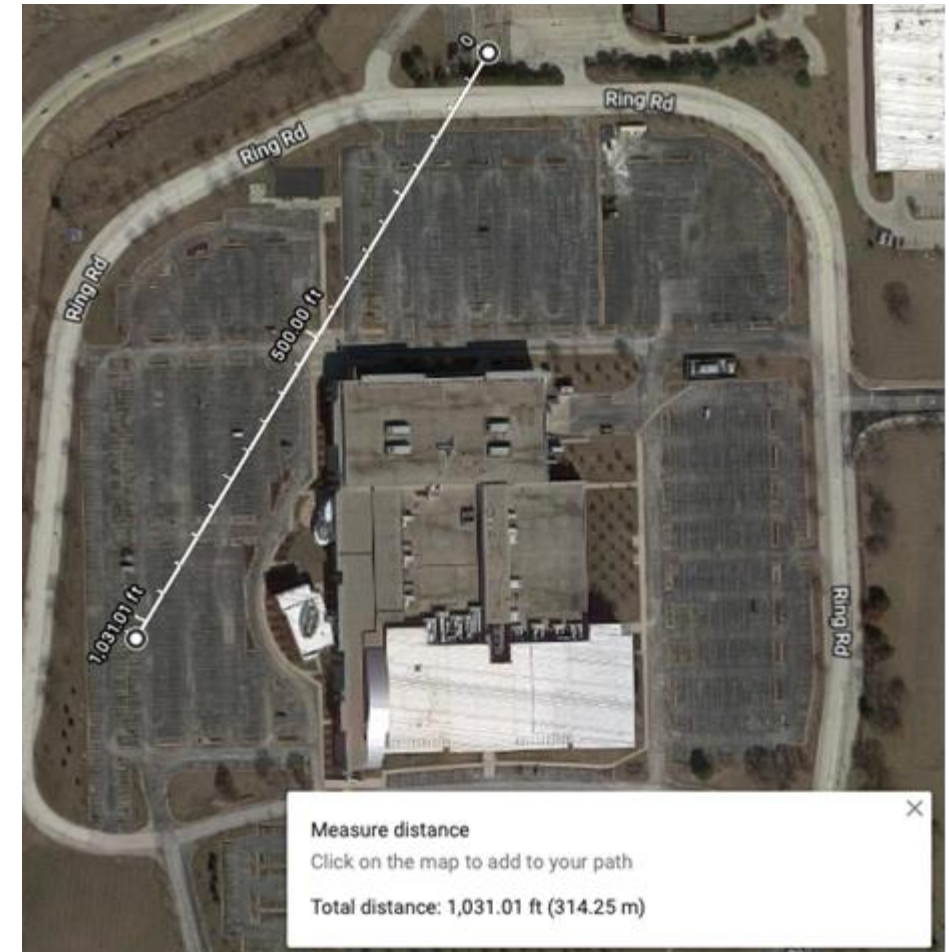 0
Ring Rd
Ring Rd
Ring Rd
500.00 ft
1,031.01 ft
Ring Rd
Measure distance
Click on the map to add to your path
Total distance: 1,031.01 ft (314.25 m)